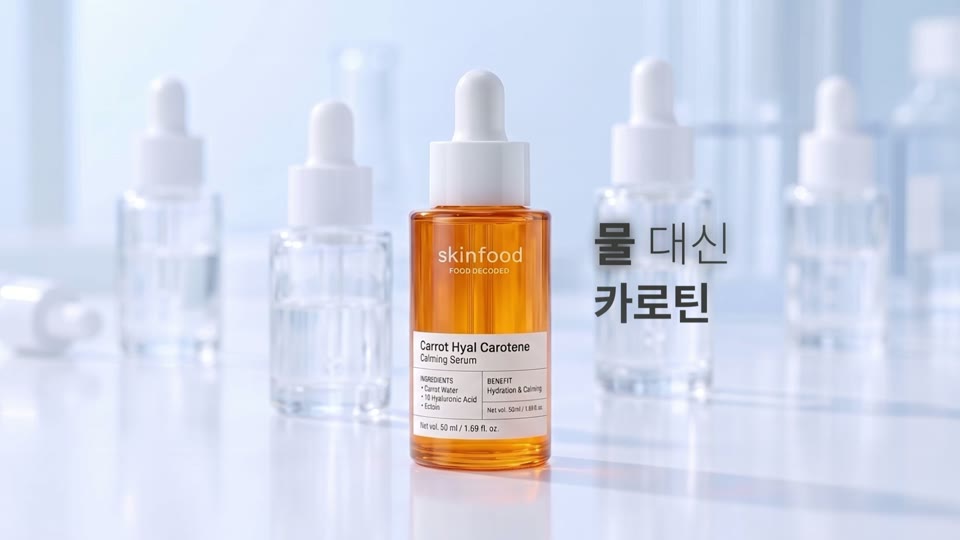 skinfood
FOOD DECODED
물 대신
카로틴
Carrot Hyal Carotene
Calming Serum
INGREDIENTS
• Carrot Water
• 10 Hyaluronic Acid
• Ectoin
BENEFIT
Hydration & Calming
Net vol. 50ml / 1.69 fl. oz.
Net vol. 50 ml / 1.69 fl. oz.